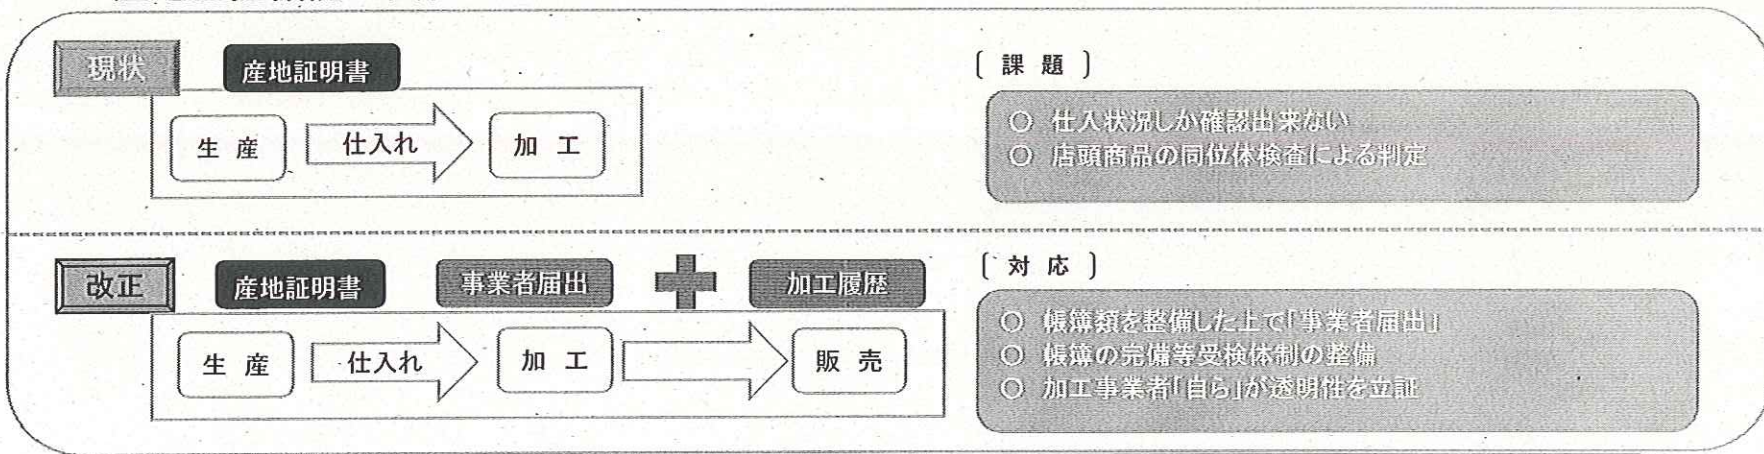 現状
産地証明書
生産
仕入れ
加工
〔課題〕
○ 仕入状況しか確認出来ない
○ 店頭商品の同位体検査による判定
改正
産地証明書
事業者届出
加工履歴
生産
仕入れ
加工
販売
〔対応〕
○ 帳簿類を整備した上で「事業者届出」
○ 帳簿の完備等受検体制の整備
○ 加工事業者「自ら」が透明性を立証